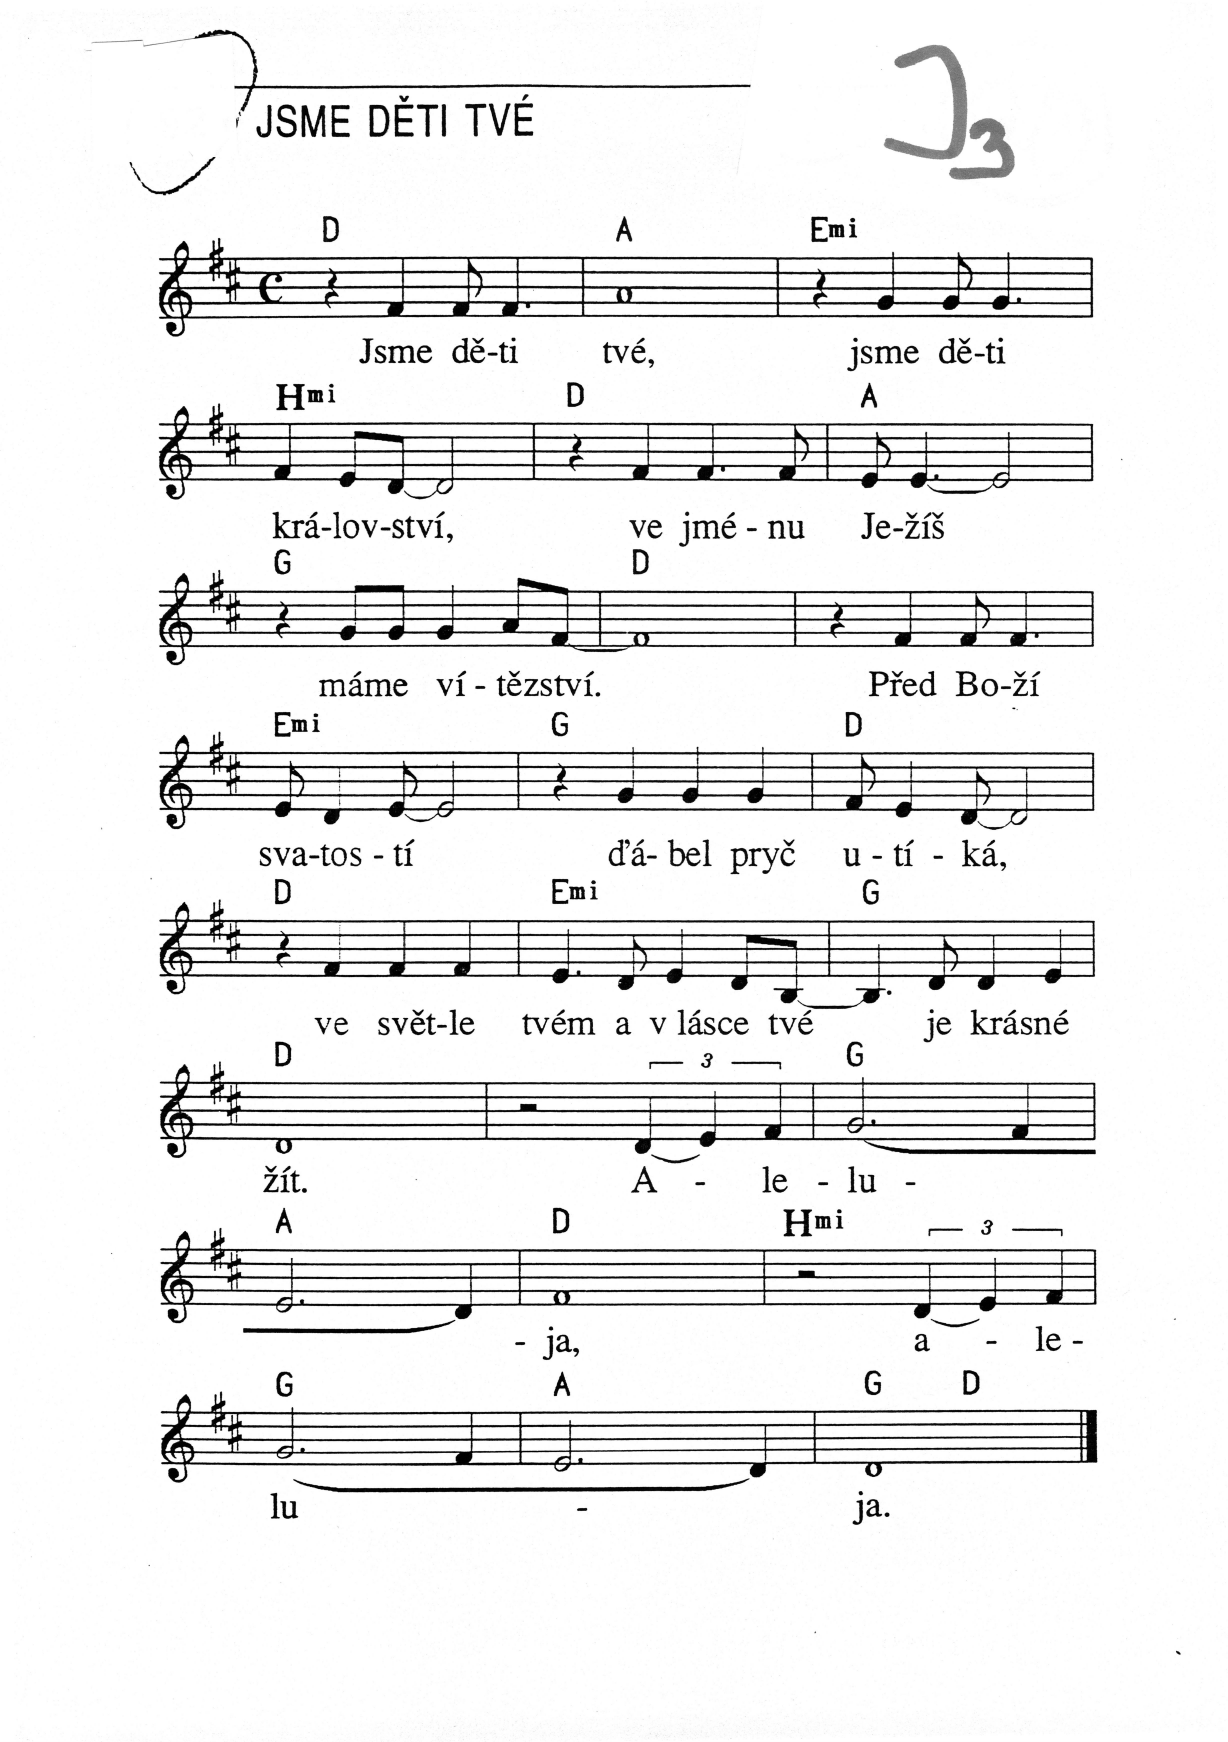 JSME DĚTI TVÉ
J3
D A Emi
Jsme dě-ti tvé, jsme dě-ti
Hmi D A
krá-lov-ství, ve jmé - nu Je-žíš
G D
máme ví - tězství. Před Bo-ží
Emi G D
sva-tos - tí ďá- bel pryč u - tí - ká,
D Emi G
ve svět-le tvém a v lásce tvé je krásné
D 3 G
žít. A - le - lu -
A D Hmi 3
- ja, a - le -
G A G D
lu - ja.